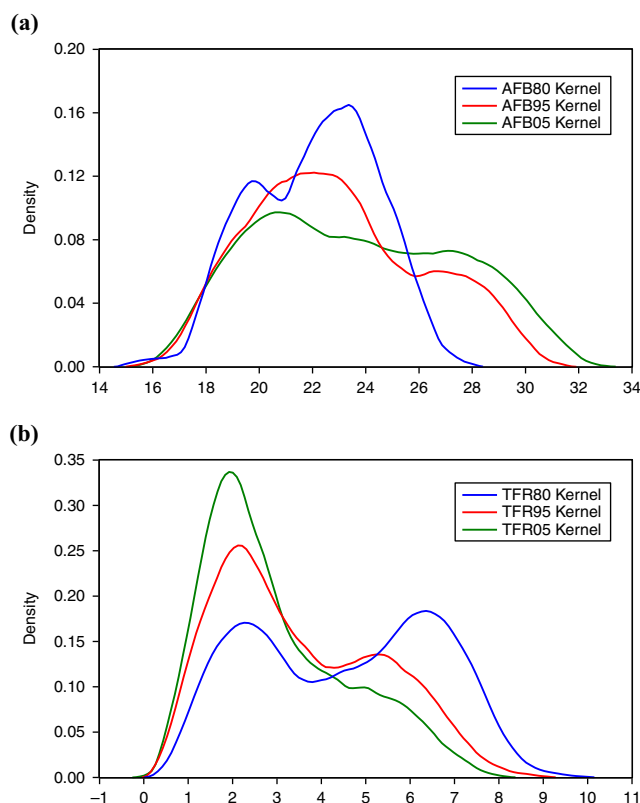 (a)
0.20
0.16
0.12
0.08
0.04
0.00
Density
AFB80 Kernel
AFB95 Kernel
AFB05 Kernel
14 16 18 20 22 24 26 28 30 32 34
(b)
0.35
0.30
0.25
0.20
0.15
0.10
0.05
0.00
Density
TFR80 Kernel
TFR95 Kernel
TFR05 Kernel
−1 0 1 2 3 4 5 6 7 8 9 10 11